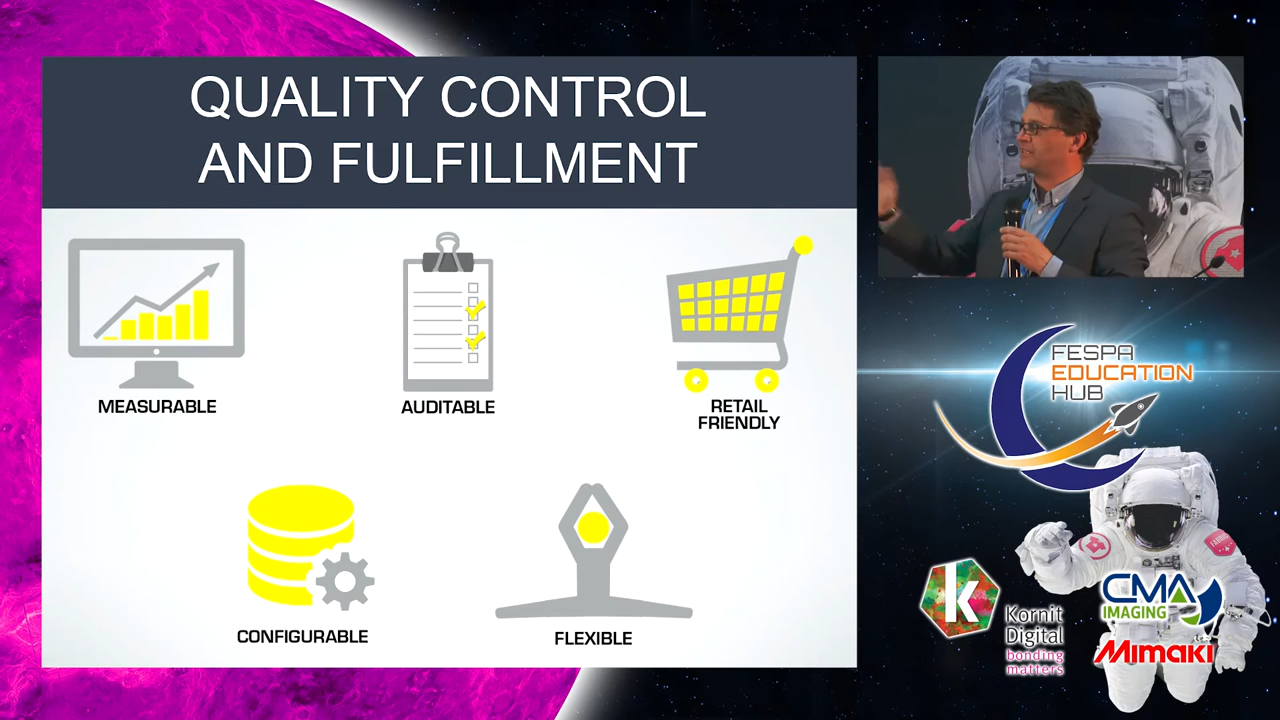 QUALITY CONTROL
AND FULFILLMENT
MEASURABLE
AUDITABLE
RETAIL
FRIENDLY
CONFIGURABLE
FLEXIBLE
FESPA
EDUCATION
HUB
k
Kornit
Digital
bonding
matters
CMA
IMAGING
Mimaki